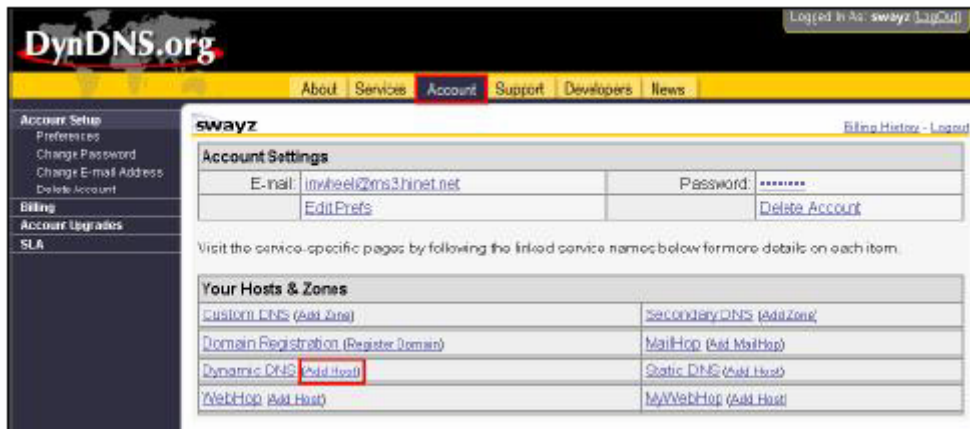 Logged In As: swayz (LogOut)
DynDNS.org
About Services Account Support Developers News
Account Setup
Preferences
Change Password
Change E-mail Address
Delete Account
Billing
Account Upgrades
SLA
swayz
Billing History - Logout
Account Settings
E-mail: imwheel@ms3.hinet.net Password: ********
Edit Prefs Delete Account
Visit the service-specific pages by following the linked service names below for more details on each item.
Your Hosts & Zones
Custom DNS (Add Zone) Secondary DNS (Add Zone)
Domain Registration (Register Domain) MailHop (Add MailHop)
Dynamic DNS (Add Host) Static DNS (Add Host)
WebHop (Add Host) MyWebHop (Add Host)